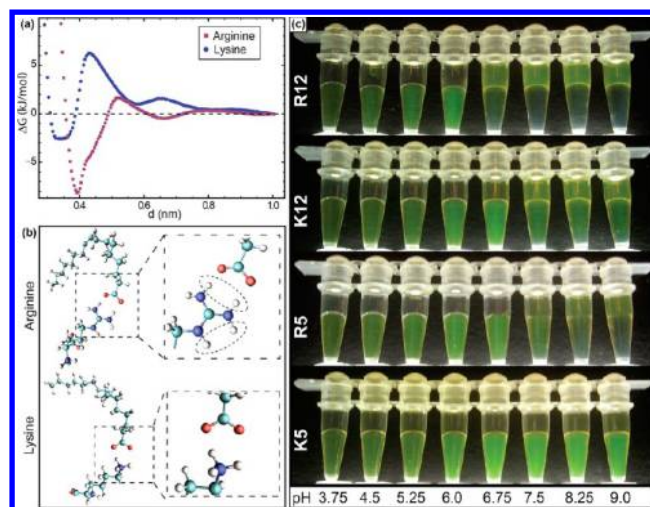 (a)
Arginine
Lysine
ΔG (kJ/mol)
5
0
-5
0.4 0.6 0.8 1.0
d (nm)
(b)
Arginine
Lysine
(c)
R12
K12
R5
K5
pH 3.75 4.5 5.25 6.0 6.75 7.5 8.25 9.0